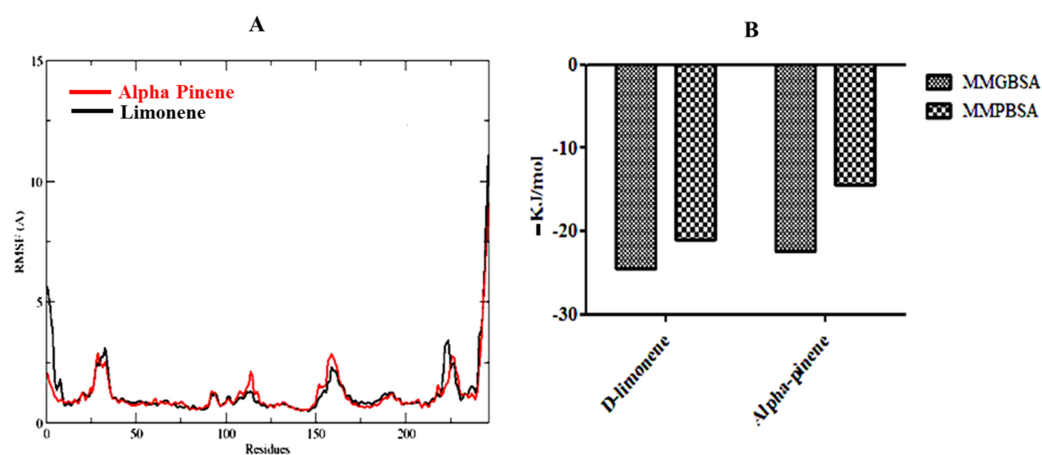 A
15
10
5
0
RMSF (A)
Alpha Pinene
Limonene
0
50
100
150
200
Residues
B
0
-10
-20
-30
-KJ/mol
D-limonene
Alpha-pinene
MMGBSA
MMPBSA